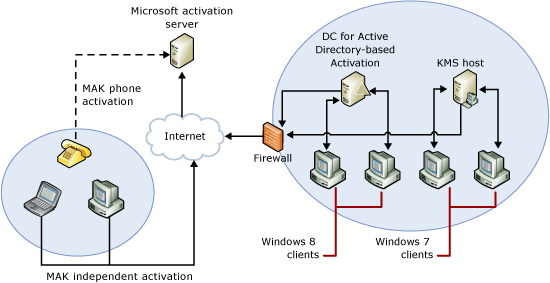 Microsoft activation
server
MAK phone
activation
Internet
MAK independent activation
DC for Active
Directory-based
Activation
KMS host
Firewall
Windows 8
clients
Windows 7
clients